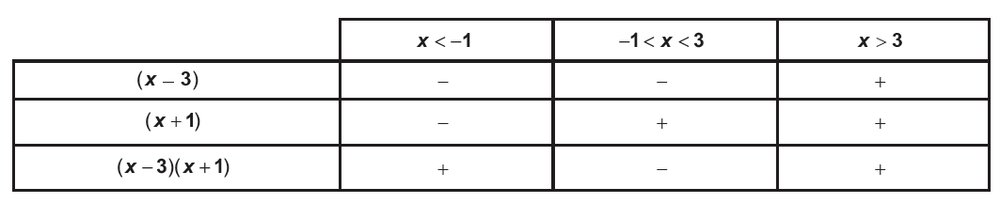 x < –1 –1 < x < 3 x > 3
(x – 3) – – +
(x + 1) – + +
(x – 3)(x + 1) + – +